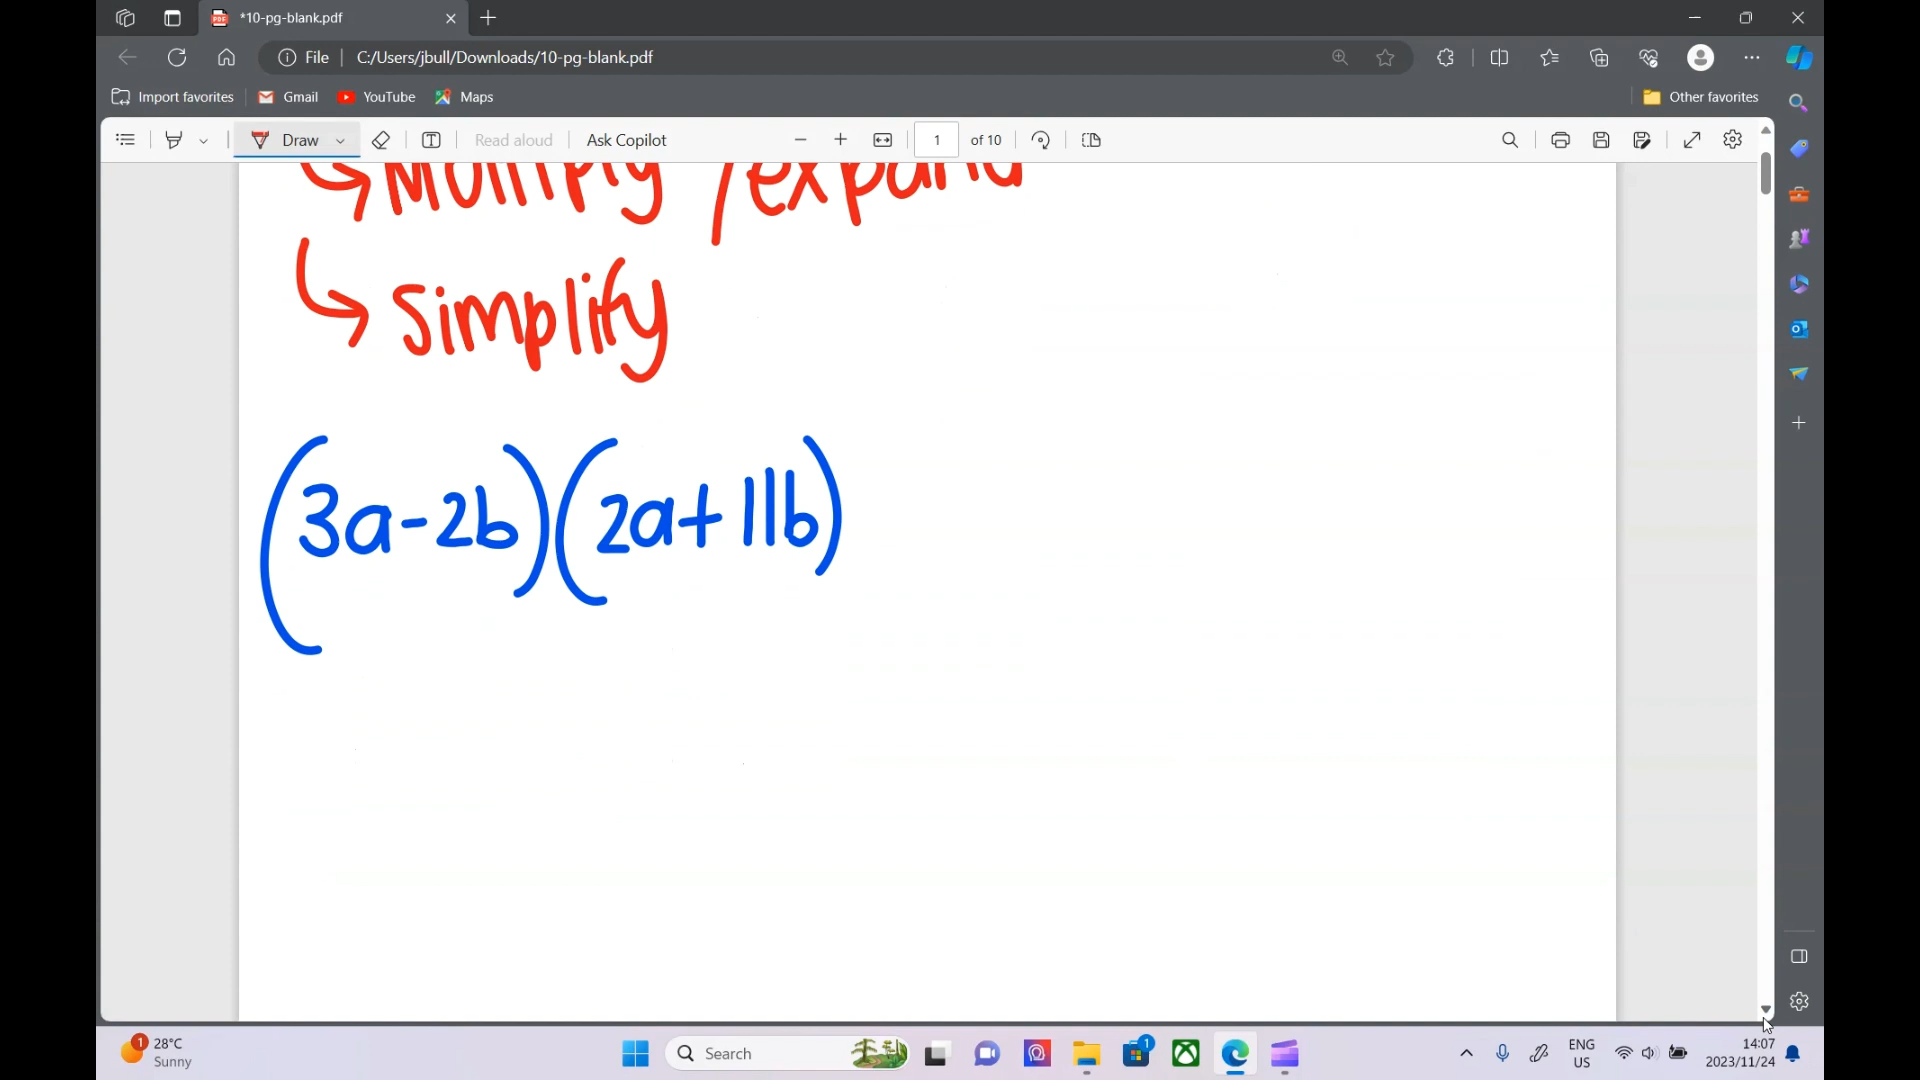 *10-pg-blank.pdf
File C:/Users/jbull/Downloads/10-pg-blank.pdf
Import favorites Gmail YouTube Maps Other favorites
Draw Read aloud Ask Copilot 1 of 10
Multiply /expand
Simplify
(3a-2b)(2a+11b)
1 28°C
Sunny
Search
1
ENG
US
14:07
2023/11/24